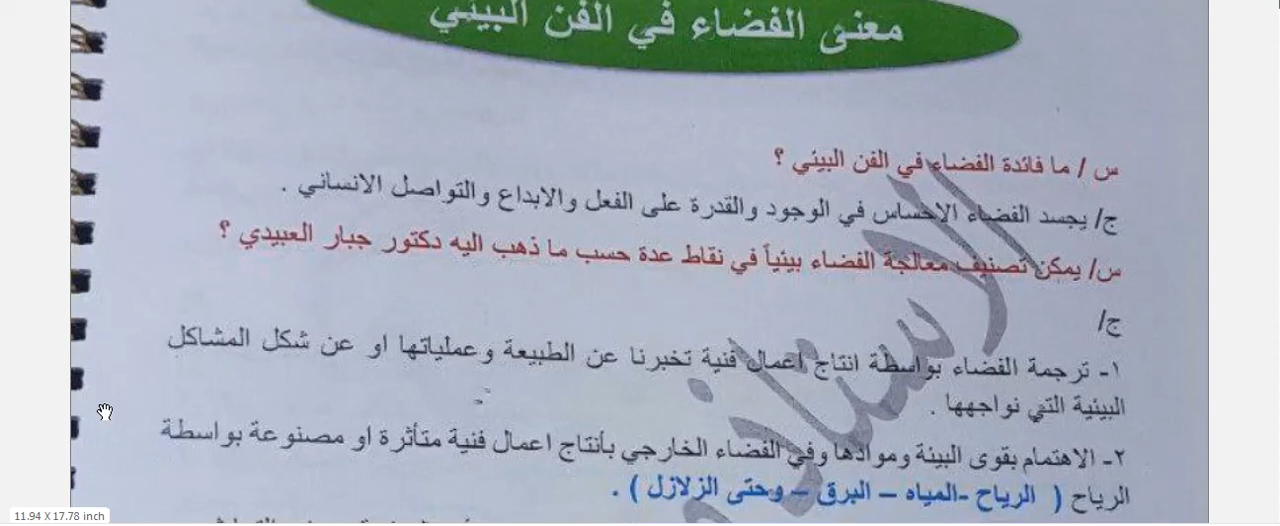 معنى الفضاء في الفن البيئي
س / ما فائدة الفضاء في الفن البيئي ؟
ج/ يجسد الفضاء الاحساس في الوجود والقدرة على الفعل والابداع والتواصل الانساني .
س/ يمكن تصنيف معالجة الفضاء بيئياً في نقاط عدة حسب ما ذهب اليه دكتور جبار العبيدي ؟
ج/
١- ترجمة الفضاء بواسطة انتاج اعمال فنية تخبرنا عن الطبيعة وعملياتها او عن شكل المشاكل
البيئية التي نواجهها .
٢- الاهتمام بقوى البيئة وموادها وفي الفضاء الخارجي بأنتاج اعمال فنية متأثرة او مصنوعة بواسطة
الرياح ( الرياح -المياه – البرق – وحتى الزلازل ) .
الاستاذ
11.94 X 17.78 inch